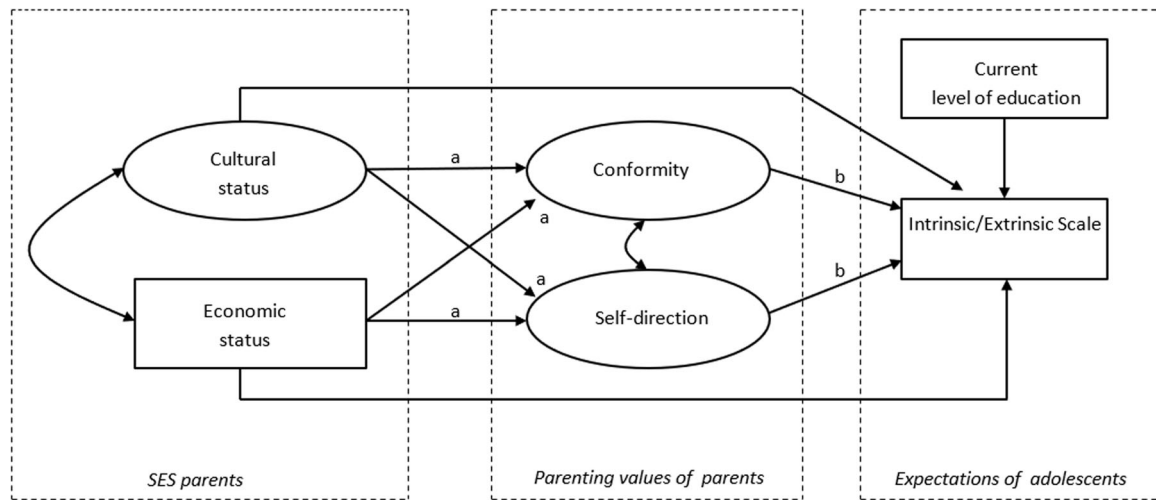 Current
level of education
Cultural
status
a
Conformity
b
a
Intrinsic/Extrinsic Scale
a
b
Economic
status
a
Self-direction
SES parents
Parenting values of parents
Expectations of adolescents